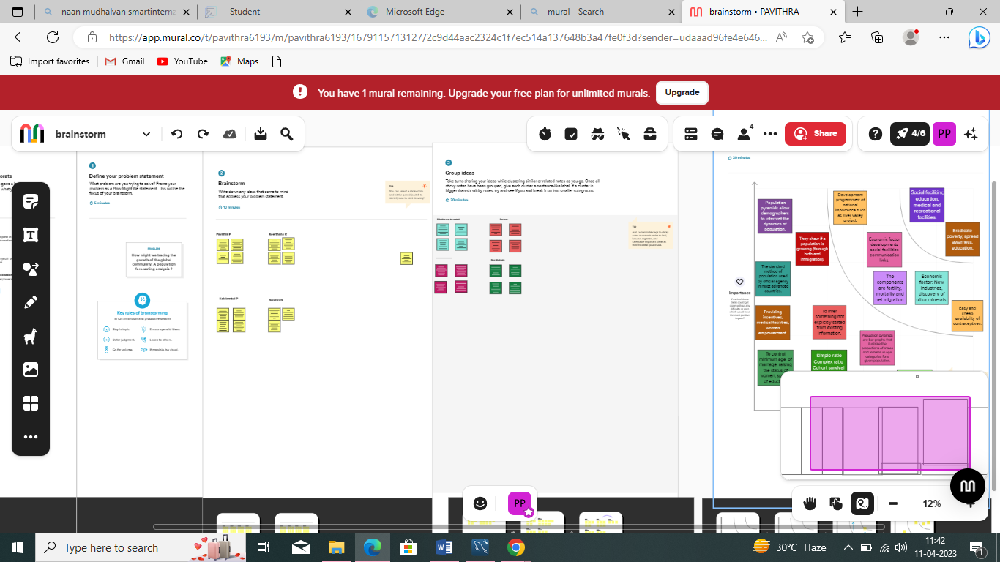 naan mudhalvan smartinterna
- Student
Microsoft Edge
mural - Search
brainstorm • PAVITHRA
https://app.mural.co/t/pavithra6193/m/pavithra6193/1679115713127/2c9d44aac2324c1f7ec514a137648b3a47fe0f3d?sender=udaaad96fe4e646...
Import favorites
Gmail
YouTube
Maps
You have 1 mural remaining. Upgrade your free plan for unlimited murals.
Upgrade
brainstorm
4
Share
4/6
PP
orate
1
Define your problem statement
What problem are you trying to solve? Frame your
problem as a How Might We statement. This will be the
focus of your brainstorm.
5 minutes
PROBLEM
How might we tracing the
growth of the global
community: A population
forecasting analysis ?
Key rules of brainstorming
To run an smooth and productive session
Stay in topic.
Encourage wild ideas.
Defer judgment.
Listen to others.
Go for volume.
If possible, be visual.
2
Brainstorm
Write down any ideas that come to mind
that address your problem statement.
10 minutes
TIP
Pavithra P
Keerthana R
3
Group ideas
Take turns sharing your ideas while clustering similar or related notes as you go. Once all
sticky notes have been grouped, give each cluster a sentence-like label. If a cluster is
bigger than six sticky notes, try and see if you and break it up into smaller sub-groups.
20 minutes
TIP
20 minutes
Importance
Population
pyramids allow
demographers
to interpret the
dynamics of
population.
Development
programmes: of
national
importance such
as river valley
project.
Social facilities;
education,
medical and
recreational
facilities.
They show if a
population is
growing (through
birth and
immigration).
Economic factor
developments
social facilities
communication
links.
Eradicate
poverty, spread
awarness,
education.
The standard
method of
population used
by official agency
in most advanced
countries.
The
components
are fertility,
mortality and
net migration.
Economic
factor: New
industries,
discovery of
oil or minerals.
Providing
incentives,
medical facilities,
women
empowerment.
To infer
something not
explicitly stated
from existing
information.
Easy and
cheap
availability of
contraceptives.
Population pyramids
are bar graphs that
illustrate the
proportions of males
and females in age
categories for a
given population.
To control
minimum age of
marriage, raising
the status of
women, sp
of educ
Simple ratio
Complex ratio
Cohort survival
PP
12%
Type here to search
30°C Haze
11:42
11-04-2023
1